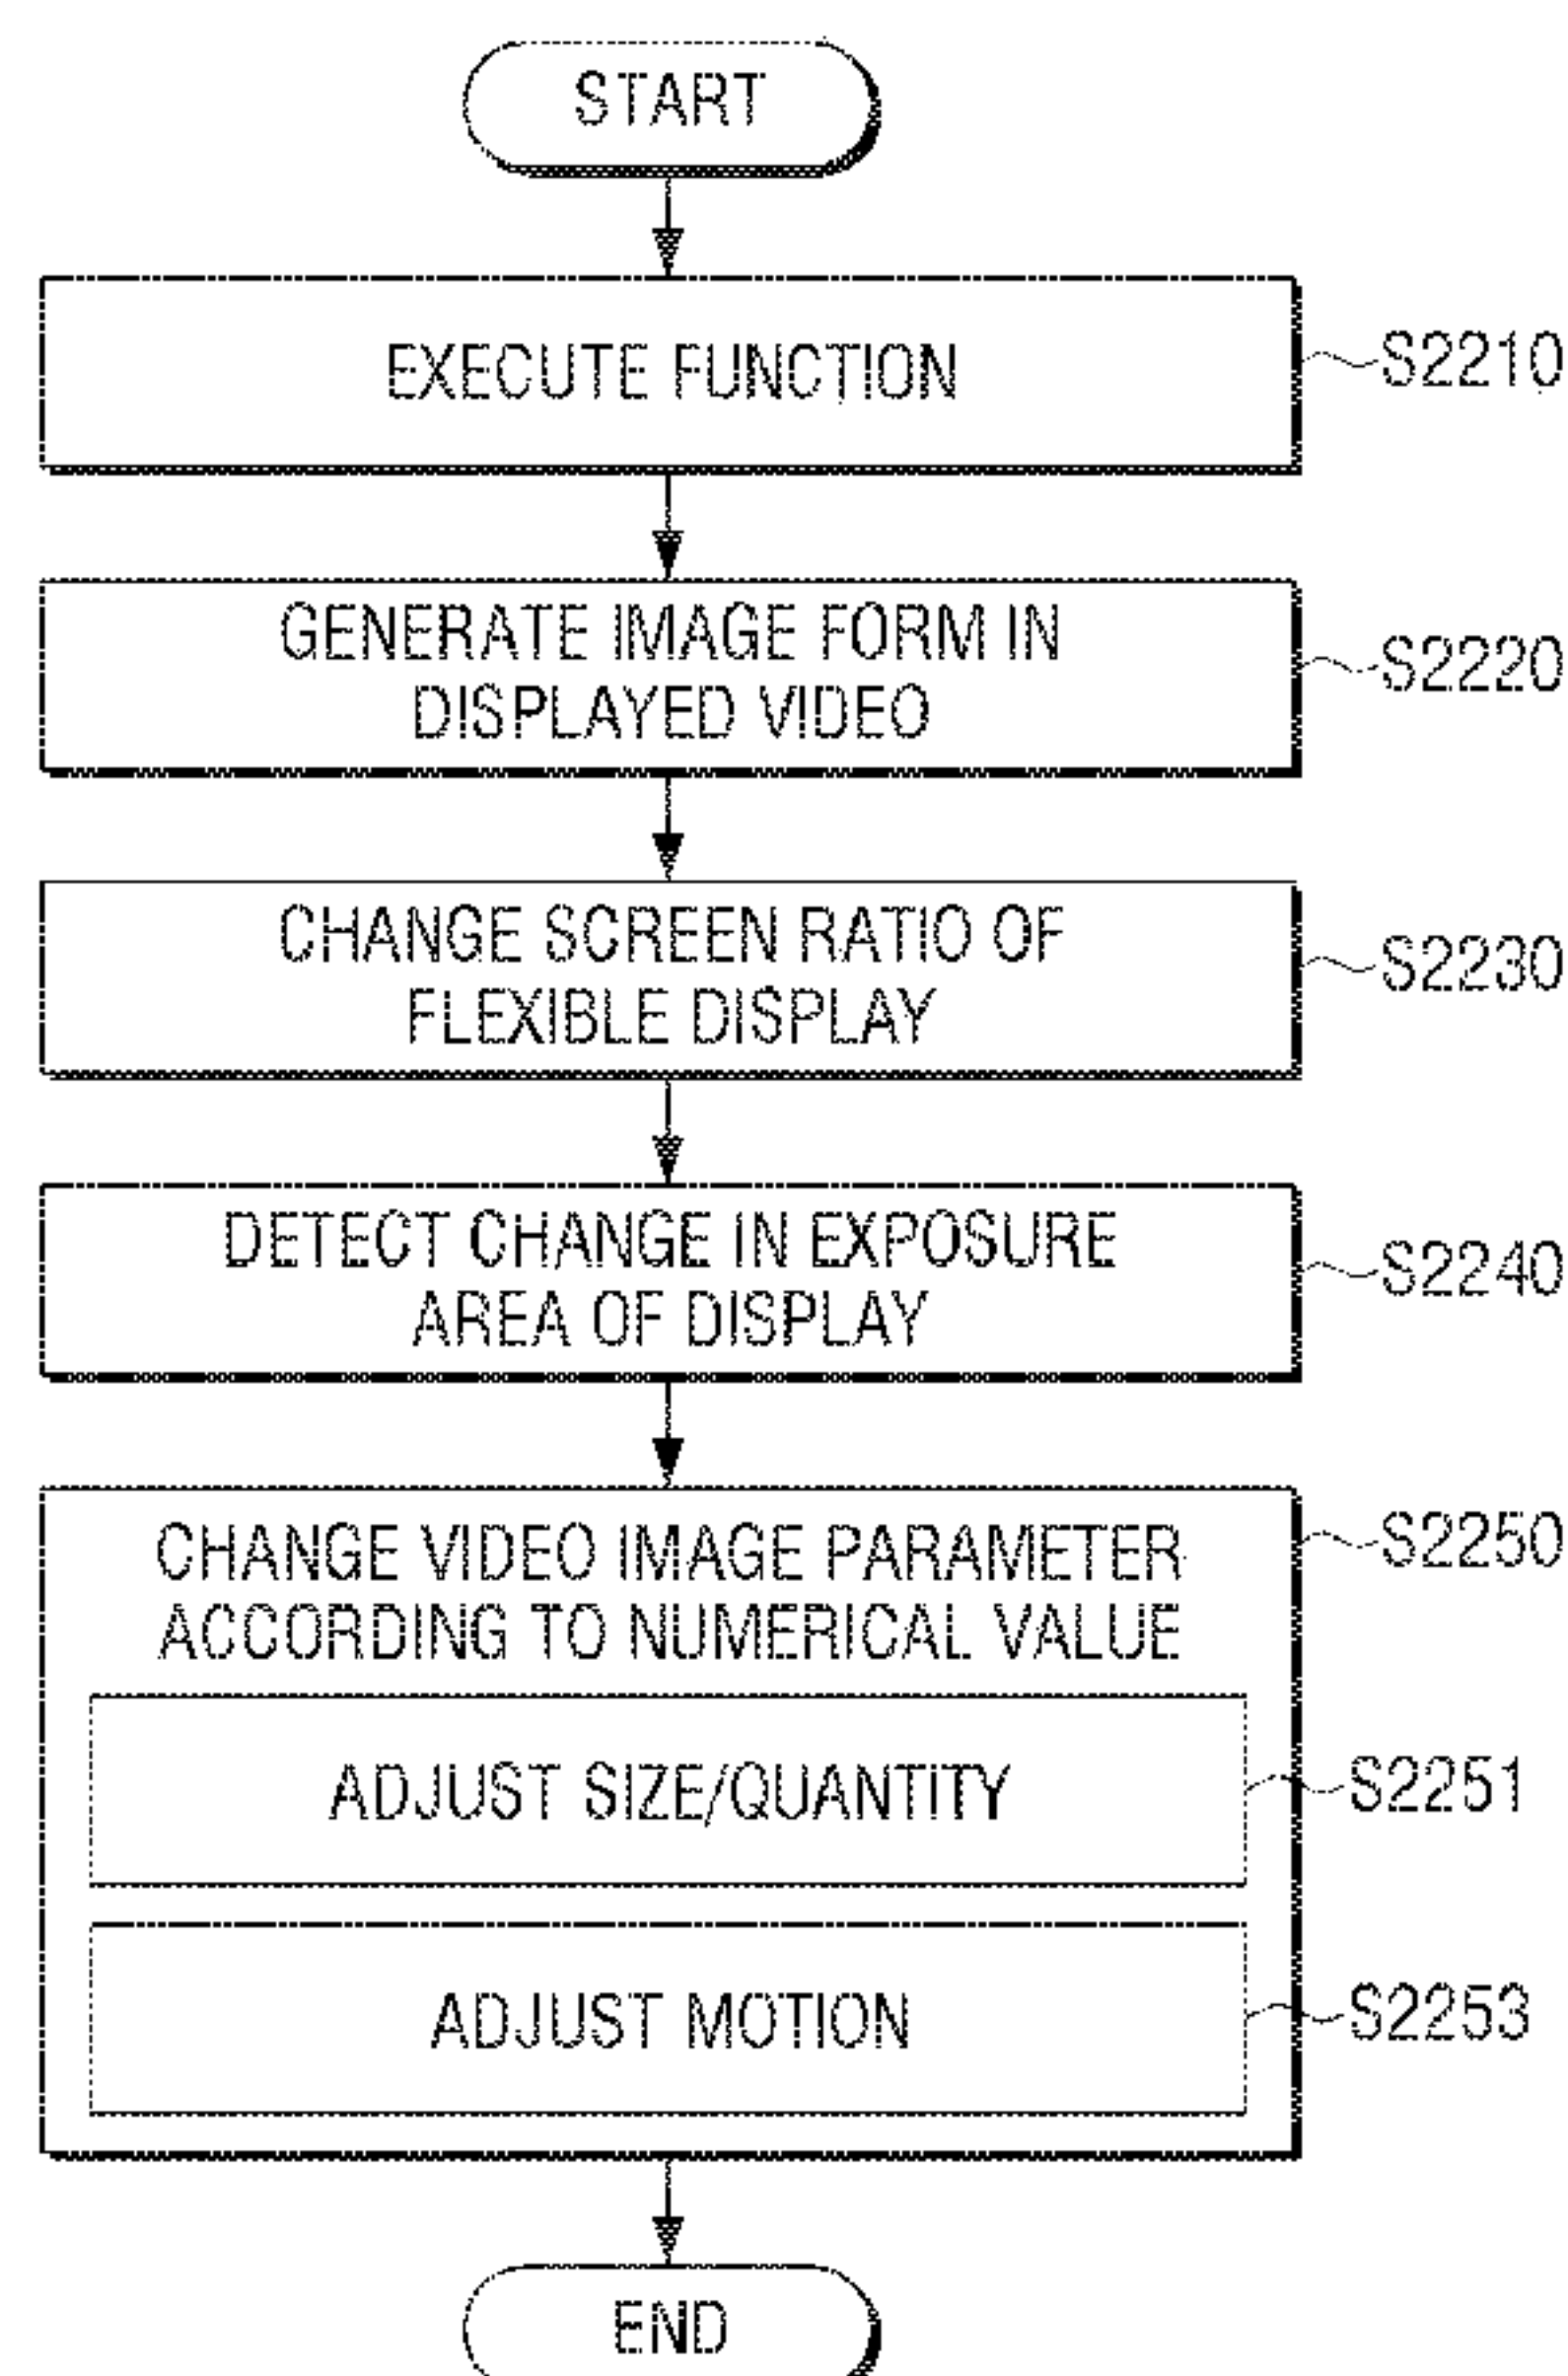 START
EXECUTE FUNCTION
S2210
GENERATE IMAGE FORM IN
DISPLAYED VIDEO
S2220
CHANGE SCREEN RATIO OF
FLEXIBLE DISPLAY
S2230
DETECT CHANGE IN EXPOSURE
AREA OF DISPLAY
S2240
CHANGE VIDEO IMAGE PARAMETER
ACCORDING TO NUMERICAL VALUE
S2250
ADJUST SIZE/QUANTITY
S2251
ADJUST MOTION
S2253
END